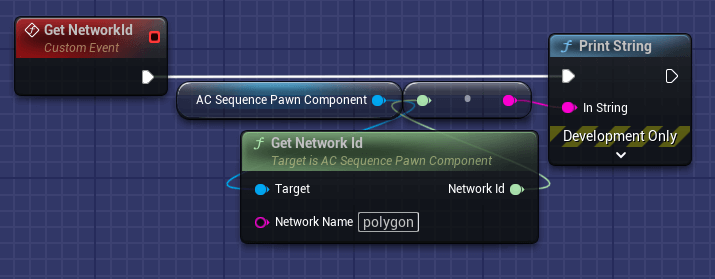 Get NetworkId
Custom Event
Print String
AC Sequence Pawn Component
In String
Development Only
Get Network Id
Target is AC Sequence Pawn Component
Target
Network Id
Network Name polygon